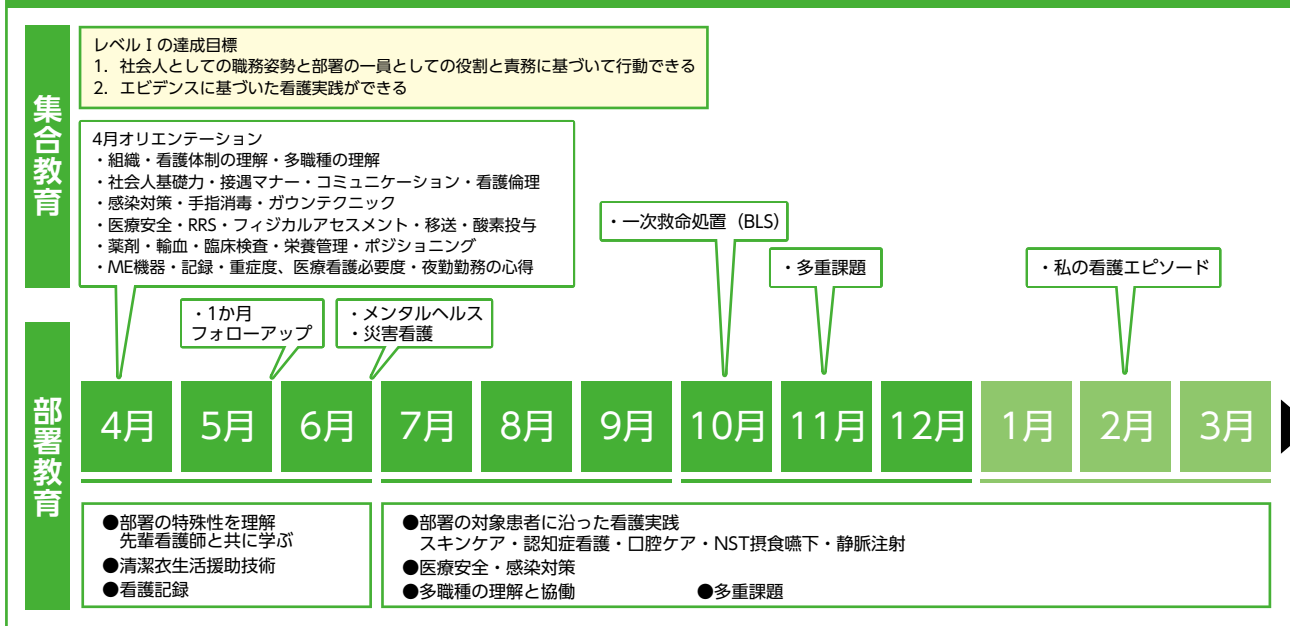 集合教育
レベルⅠの達成目標
1. 社会人としての職務姿勢と部署の一員としての役割と責務に基づいて行動できる
2. エビデンスに基づいた看護実践ができる
4月オリエンテーション
・組織・看護体制の理解・多職種の理解
・社会人基礎力・接遇マナー・コミュニケーション・看護倫理
・感染対策・手指消毒・ガウンテクニック
・医療安全・RRS・フィジカルアセスメント・移送・酸素投与
・薬剤・輸血・臨床検査・栄養管理・ポジショニング
・ME機器・記録・重症度、医療看護必要度・夜勤勤務の心得
・1か月
フォローアップ
・メンタルヘルス
・災害看護
・一次救命処置（BLS）
・多重課題
・私の看護エピソード
部署教育
4月 5月 6月 7月 8月 9月 10月 11月 12月 1月 2月 3月
●部署の特殊性を理解
先輩看護師と共に学ぶ
●清潔衣生活援助技術
●看護記録
●部署の対象患者に沿った看護実践
スキンケア・認知症看護・口腔ケア・NST摂食嚥下・静脈注射
●医療安全・感染対策
●多職種の理解と協働 ●多重課題